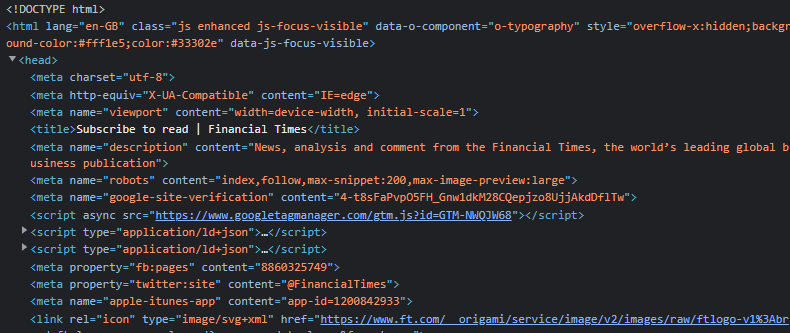 <!DOCTYPE html>
<html lang="en-GB" class="js enhanced js-focus-visible" data-o-component="o-typography" style="overflow-x:hidden;backgr
ound-color:#fff1e5;color:#33302e" data-js-focus-visible>
<head>
<meta charset="utf-8">
<meta http-equiv="X-UA-Compatible" content="IE=edge">
<meta name="viewport" content="width=device-width, initial-scale=1">
<title>Subscribe to read | Financial Times</title>
<meta name="description" content="News, analysis and comment from the Financial Times, the world’s leading global b
usiness publication">
<meta name="robots" content="index,follow,max-snippet:200,max-image-preview:large">
<meta name="google-site-verification" content="4-t8sFaPvpO5FH_Gnw1dkM28CQepjzo8UjjAkdDflTw">
<script async src="https://www.googletagmanager.com/gtm.js?id=GTM-NWQJW68"></script>
<script type="application/ld+json">…</script>
<script type="application/ld+json">…</script>
<meta property="fb:pages" content="8860325749">
<meta property="twitter:site" content="@FinancialTimes">
<meta name="apple-itunes-app" content="app-id=1200842933">
<link rel="icon" type="image/svg+xml" href="https://www.ft.com/__origami/service/image/v2/images/raw/ftlogo-v1%3Abr